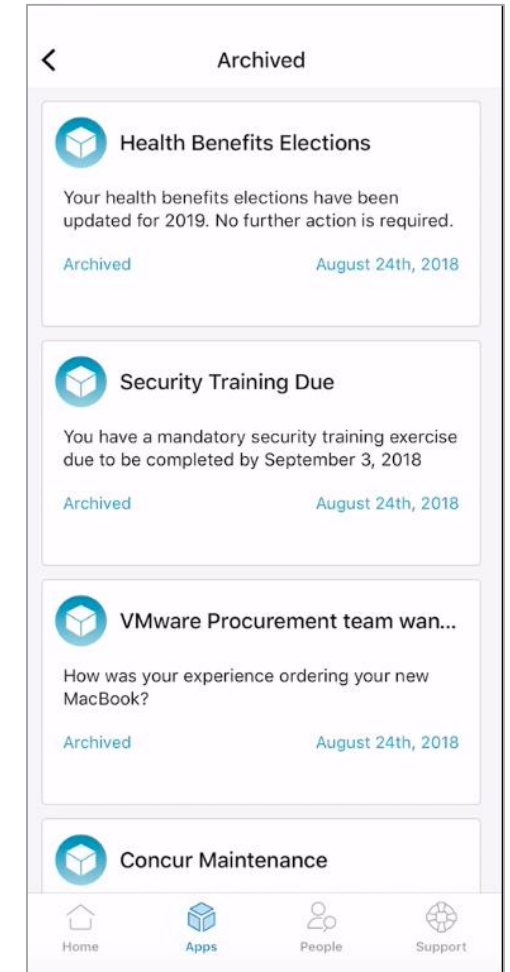 Archived
Health Benefits Elections
Your health benefits elections have been
updated for 2019. No further action is required.
Archived August 24th, 2018
Security Training Due
You have a mandatory security training exercise
due to be completed by September 3, 2018
Archived August 24th, 2018
VMware Procurement team wan...
How was your experience ordering your new
MacBook?
Archived August 24th, 2018
Concur Maintenance
Home Apps People Support